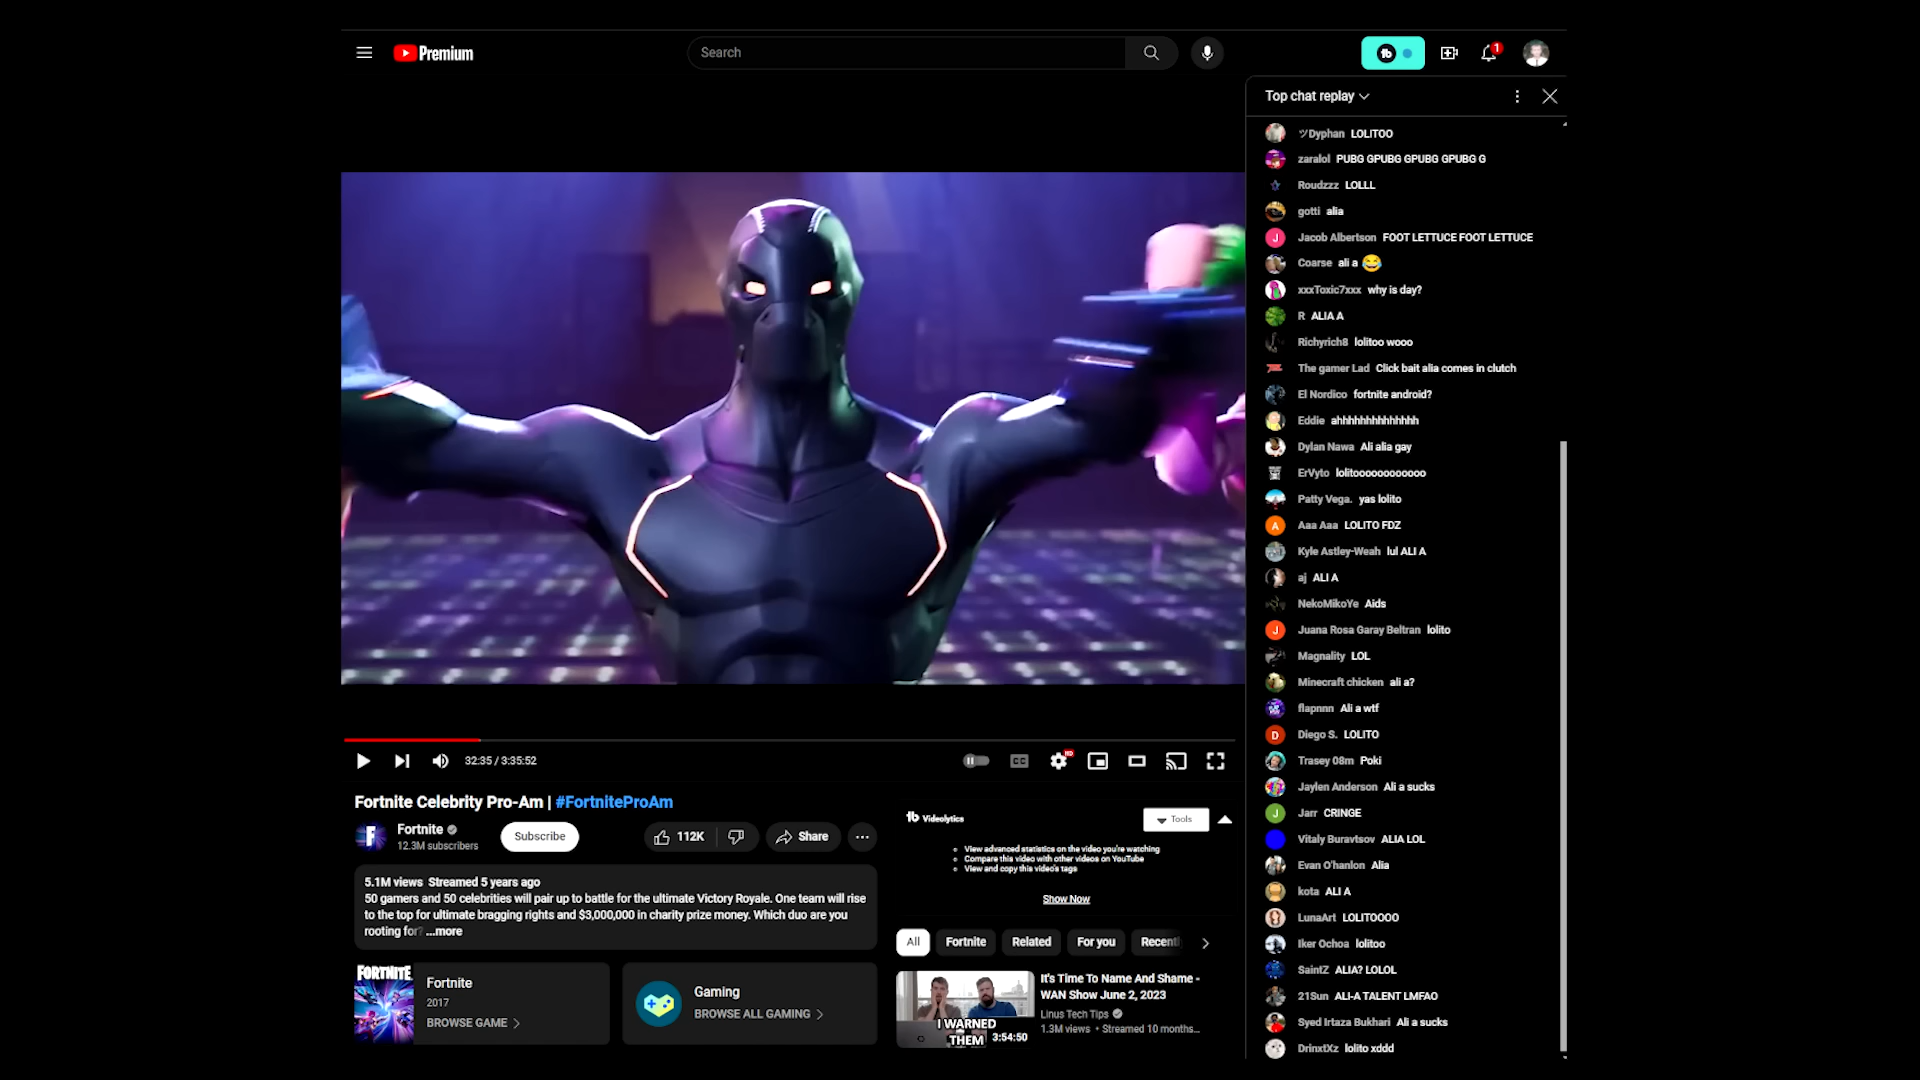 Premium
Search
1
Top chat replay
ツDyphan LOLITOO
zaralol PUBG GPUBG GPUBG GPUBG G
Roudzzz LOLLL
gotti alia
J Jacob Albertson FOOT LETTUCE FOOT LETTUCE
Coarse ali a 😂
xxxToxic7xxx why is day?
R ALIA A
Richyrich8 lolitoo wooo
The gamer Lad Click bait alia comes in clutch
El Nordico fortnite android?
Eddie ahhhhhhhhhhhhh
Dylan Nawa Ali alia gay
ErVyto lolitoooooooooooo
Patty Vega. yas lolito
A Aaa Aaa LOLITO FDZ
Kyle Astley-Weah lul ALI A
aj ALI A
NekoMikoYe Aids
J Juana Rosa Garay Beltran lolito
Magnality LOL
Minecraft chicken ali a?
flapnnn Ali a wtf
D Diego S. LOLITO
Trasey 08m Poki
Jaylen Anderson Ali a sucks
J Jarr CRINGE
Vitaly Buravtsov ALIA LOL
Evan O'hanlon Alia
kota ALI A
LunaArt LOLITOOOO
Iker Ochoa lolitoo
SaintZ ALIA? LOLOL
21Sun ALI-A TALENT LMFAO
Syed Irtaza Bukhari Ali a sucks
DrinxtXz lolito xddd
32:35 / 3:35:52
CC
HD
Fortnite Celebrity Pro-Am | #FortniteProAm
Fortnite
12.3M subscribers
Subscribe
112K
Share
5.1M views Streamed 5 years ago
50 gamers and 50 celebrities will pair up to battle for the ultimate Victory Royale. One team will rise
to the top for ultimate bragging rights and $3,000,000 in charity prize money. Which duo are you
rooting for? ...more
FORTNITE
Fortnite
2017
BROWSE GAME
Gaming
BROWSE ALL GAMING
tb Videolytics
Tools
View advanced statistics on the video you're watching
Compare this video with other videos on YouTube
View and copy this video's tags
Show Now
All
Fortnite
Related
For you
Recentl
I WARNED
THEM
3:54:50
It's Time To Name And Shame -
WAN Show June 2, 2023
Linus Tech Tips
1.3M views • Streamed 10 months...